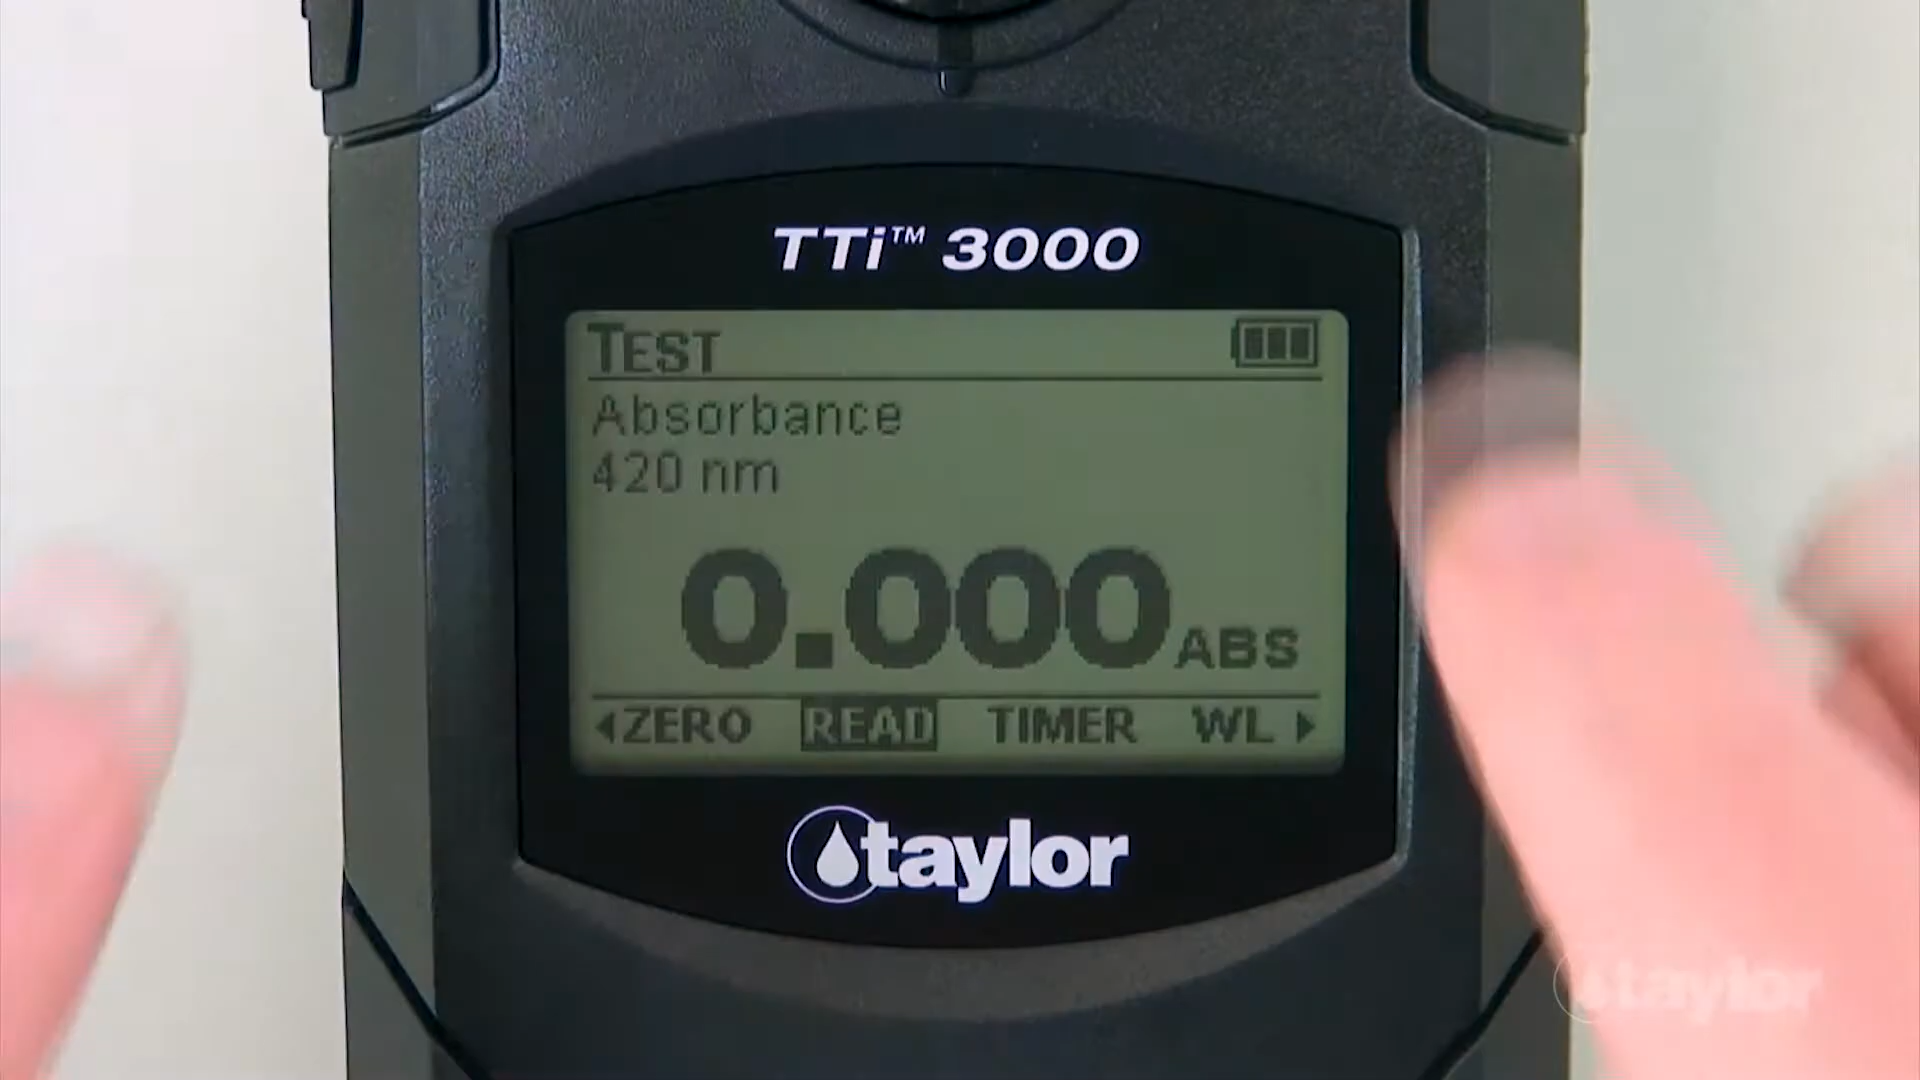 TTi™ 3000
TEST
Absorbance
420 nm
0.000 ABS
ZERO READ TIMER WL
taylor
taylor